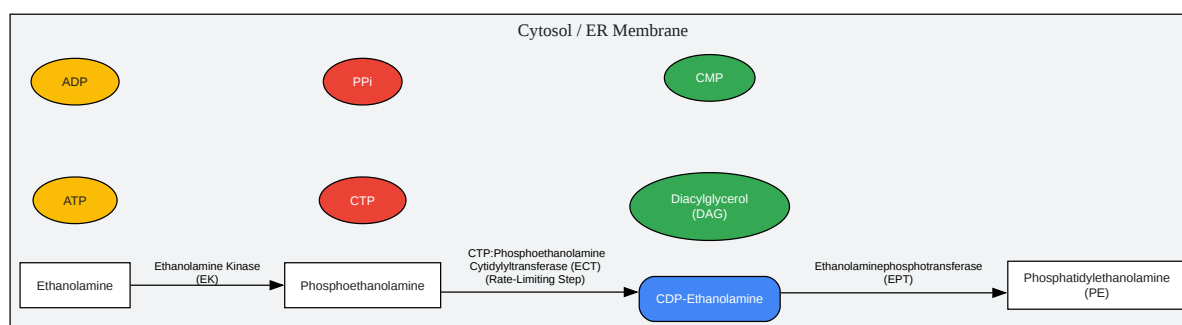 Cytosol / ER Membrane
ADP
PPi
CMP
ATP
CTP
Diacylglycerol
(DAG)
Ethanolamine
Ethanolamine Kinase
(EK)
Phosphoethanolamine
CTP:Phosphoethanolamine
Cytidylyltransferase (ECT)
(Rate-Limiting Step)
CDP-Ethanolamine
Ethanolaminephosphotransferase
(EPT)
Phosphatidylethanolamine
(PE)